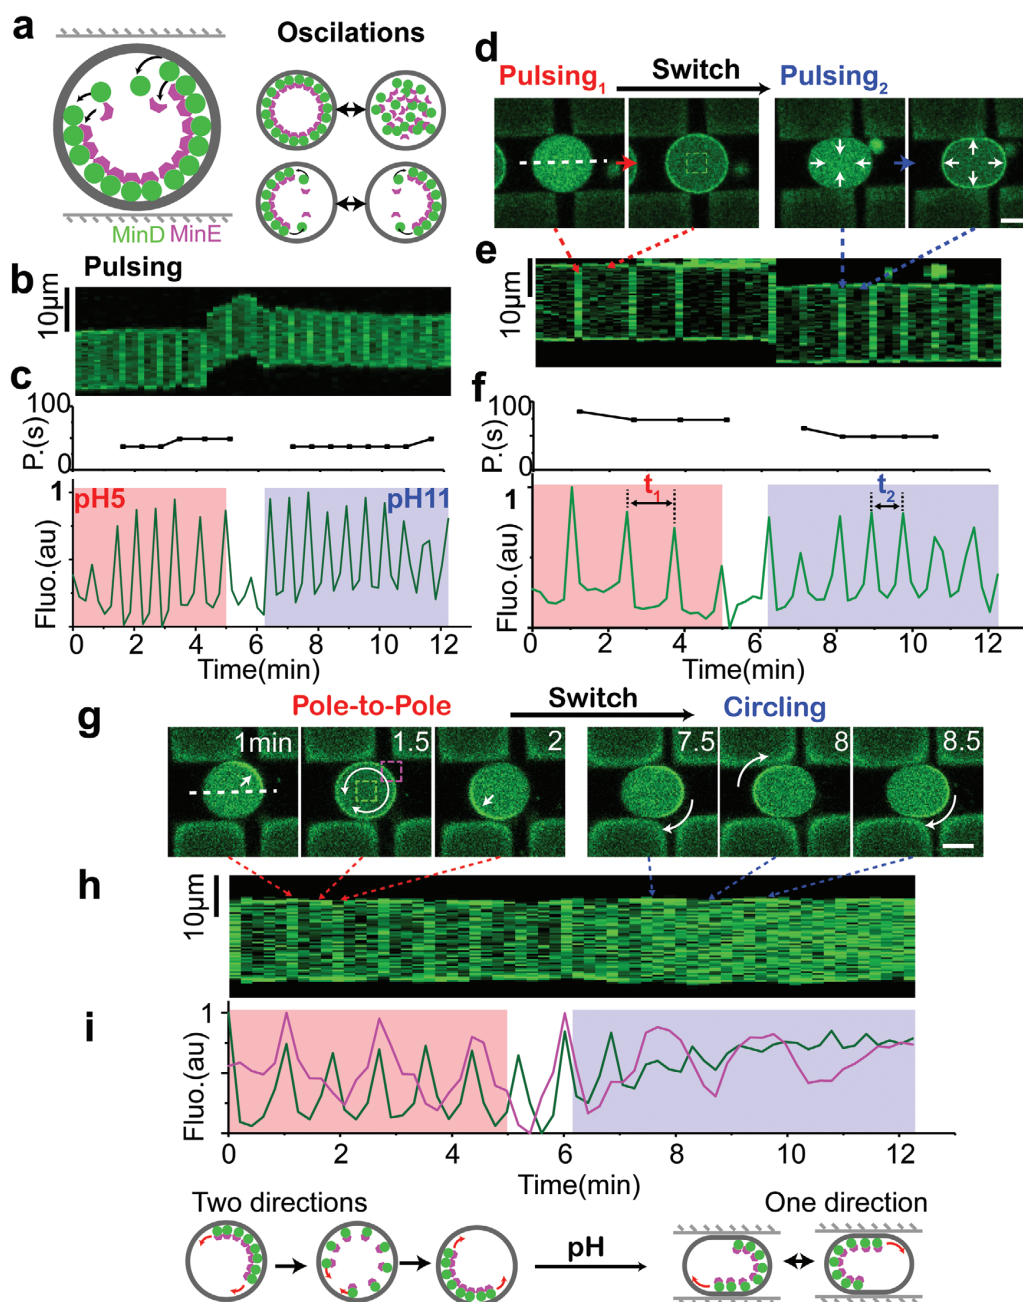 a
Oscilations
MinD MinE
b
Pulsing
10μm
c
100
0
P.(s)
1
pH5
pH11
Fluo.(au)
0 2 4 6 8 10 12
Time(min)
d
Pulsing1 Switch Pulsing2
e
10μm
f
100
0
P.(s)
1
t1
t2
Fluo.(au)
0 2 4 6 8 10 12
Time(min)
g
Pole-to-Pole Switch Circling
1min 1.5 2 7.5 8 8.5
h
10μm
i
1
0
Fluo.(au)
0 2 4 6 8 10 12
Time(min)
Two directions
One direction
pH